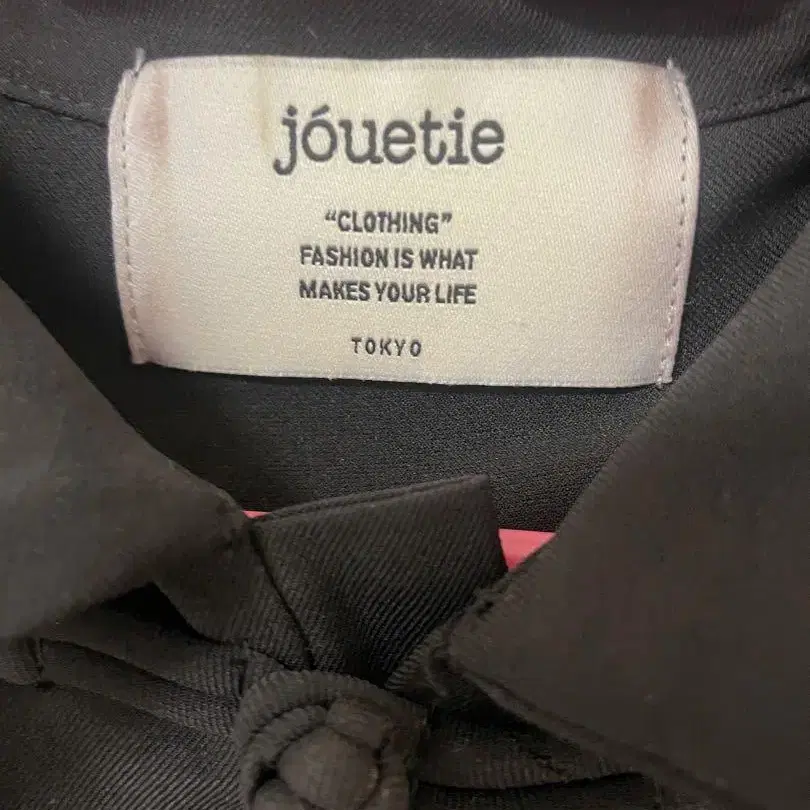 jóuetie
“CLOTHING”
FASHION IS WHAT
MAKES YOUR LIFE
TOKYO